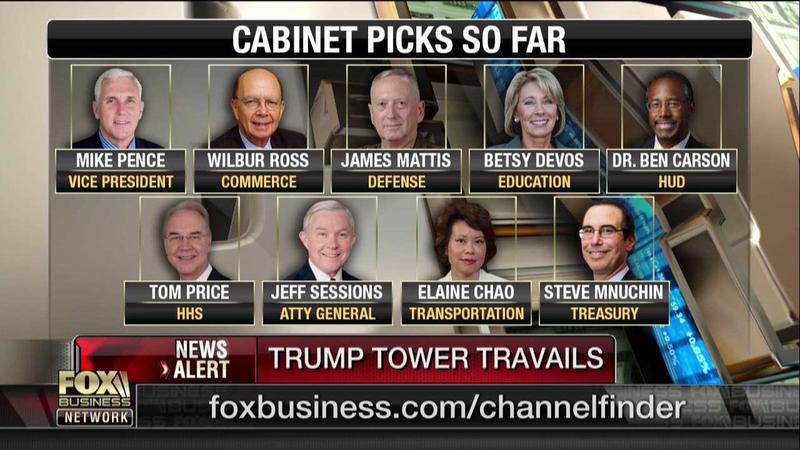 CABINET PICKS SO FAR
MIKE PENCE
VICE PRESIDENT
WILBUR ROSS
COMMERCE
JAMES MATTIS
DEFENSE
BETSY DEVOS
EDUCATION
DR. BEN CARSON
HUD
TOM PRICE
HHS
JEFF SESSIONS
ATTY GENERAL
ELAINE CHAO
TRANSPORTATION
STEVE MNUCHIN
TREASURY
NEWS
ALERT
TRUMP TOWER TRAVAILS
FOX
BUSINESS
NETWORK
foxbusiness.com/channelfinder